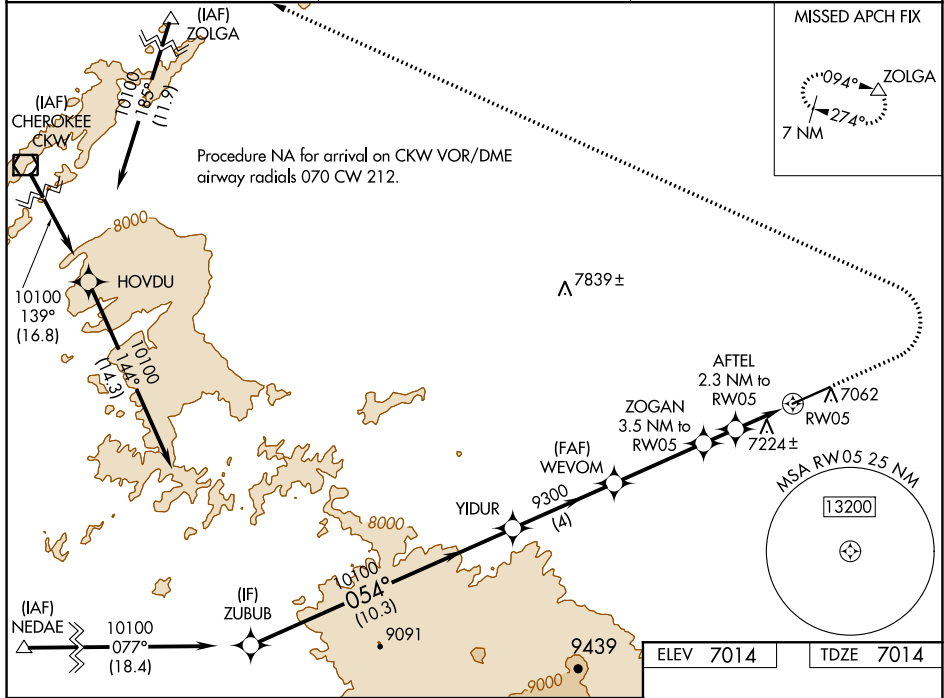 (IAF)
ZOLGA
10100
185°
(11.9)
(IAF)
CHEROKEE
CKW
Procedure NA for arrival on CKW VOR/DME
airway radials 070 CW 212.
MISSED APCH FIX
094°
ZOLGA
274°
7 NM
8000
HOVDU
10100
139°
(16.8)
10100
144°
(14.3)
7839 ±
AFTEL
2.3 NM to
RW05
ZOGAN
3.5 NM to
RW05
7062
RW05
7224 ±
(FAF)
WEVOM
MSA RW 05 25 NM
13200
YIDUR
9300
(4)
8000
10100
054°
(10.3)
(IF)
ZUBUB
(IAF)
NEDAE
10100
077°
(18.4)
9091
9439
9000
ELEV 7014
TDZE 7014